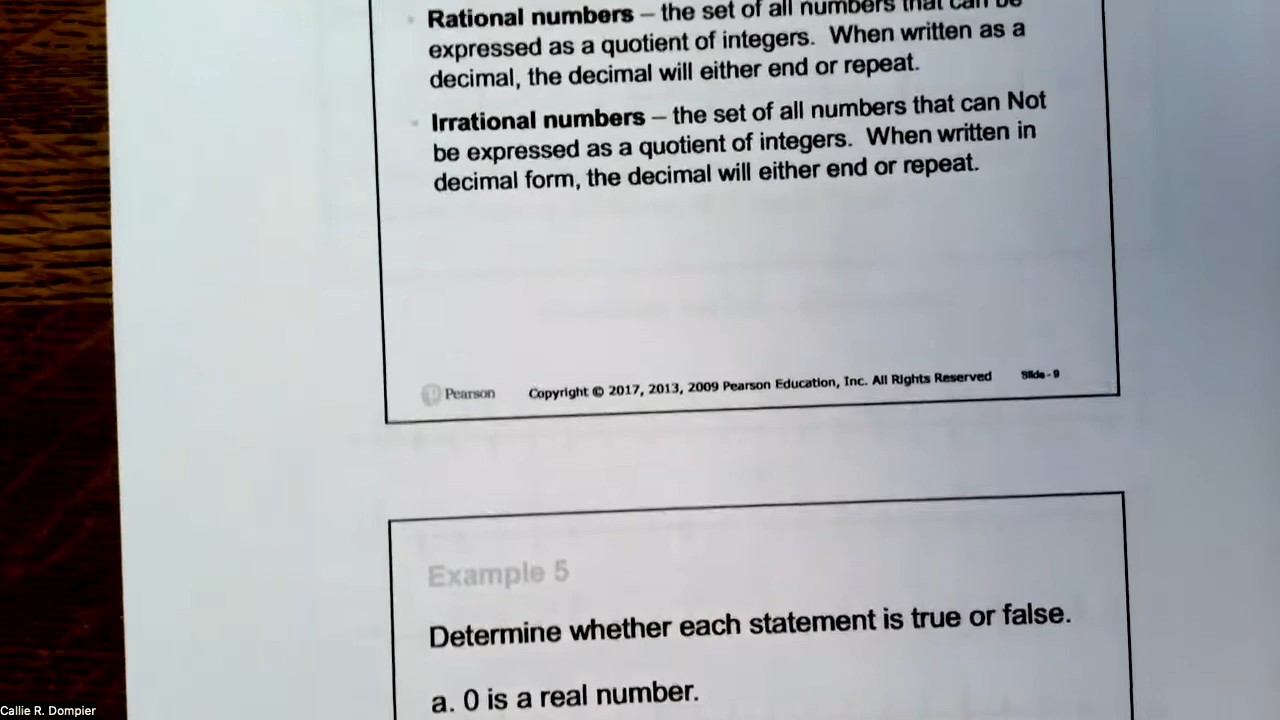 Rational numbers – the set of all numbers that can be
expressed as a quotient of integers. When written as a
decimal, the decimal will either end or repeat.
Irrational numbers – the set of all numbers that can Not
be expressed as a quotient of integers. When written in
decimal form, the decimal will either end or repeat.
Pearson Copyright © 2017, 2013, 2009 Pearson Education, Inc. All Rights Reserved Slide - 9
Example 5
Determine whether each statement is true or false.
a. 0 is a real number.
Callie R. Dompier